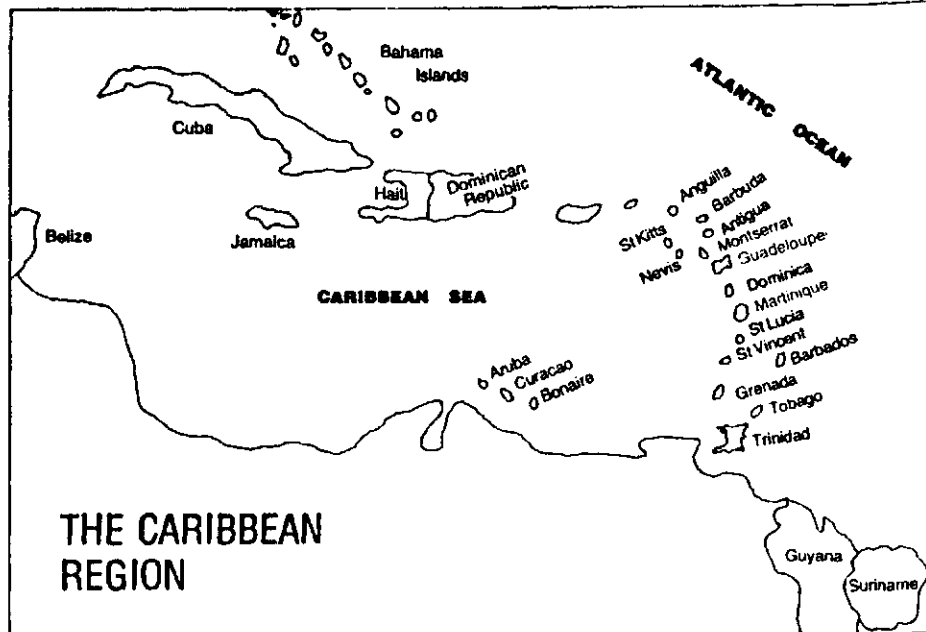 Bahama
Islands
ATLANTIC OCEAN
Cuba
Haiti
Dominican
Republic
Anguilla
Barbuda
Antigua
St Kitts
Montserrat
Nevis
Guadeloupe
Belize
Jamaica
CARIBBEAN SEA
Dominica
Martinique
St Lucia
St Vincent
Barbados
Aruba
Curacao
Bonaire
Grenada
Tobago
Trinidad
THE CARIBBEAN
REGION
Guyana
Suriname